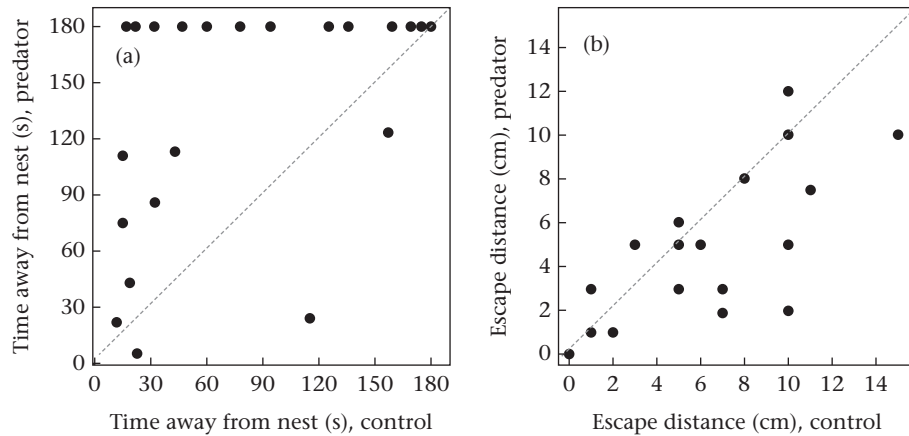 180
150
120
90
60
30
0
0 30 60 90 120 150 180
Time away from nest (s), predator
Time away from nest (s), control
(a)
14
12
10
8
6
4
2
0
0 2 4 6 8 10 12 14
Escape distance (cm), predator
Escape distance (cm), control
(b)